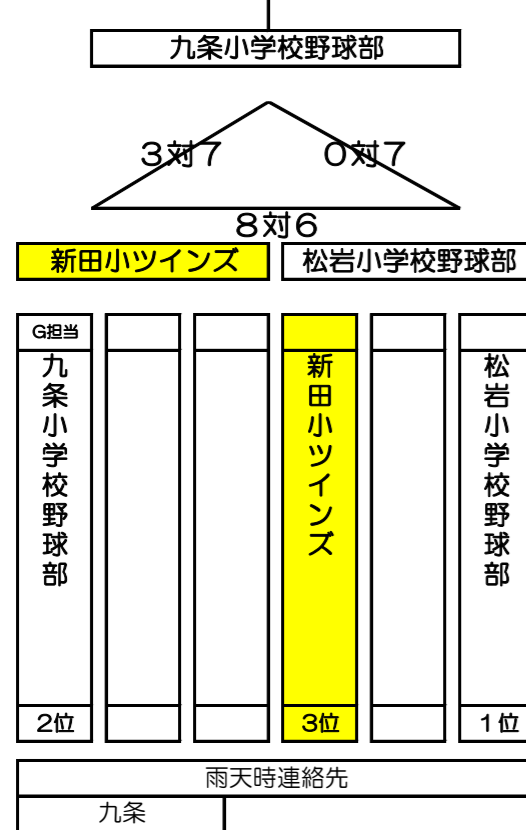 九条小学校野球部
3対7
0対7
8対6
新田小ツインズ
松岩小学校野球部
G担当
九条小学校野球部
新田小ツインズ
松岩小学校野球部
2位
3位
1位
雨天時連絡先
九条